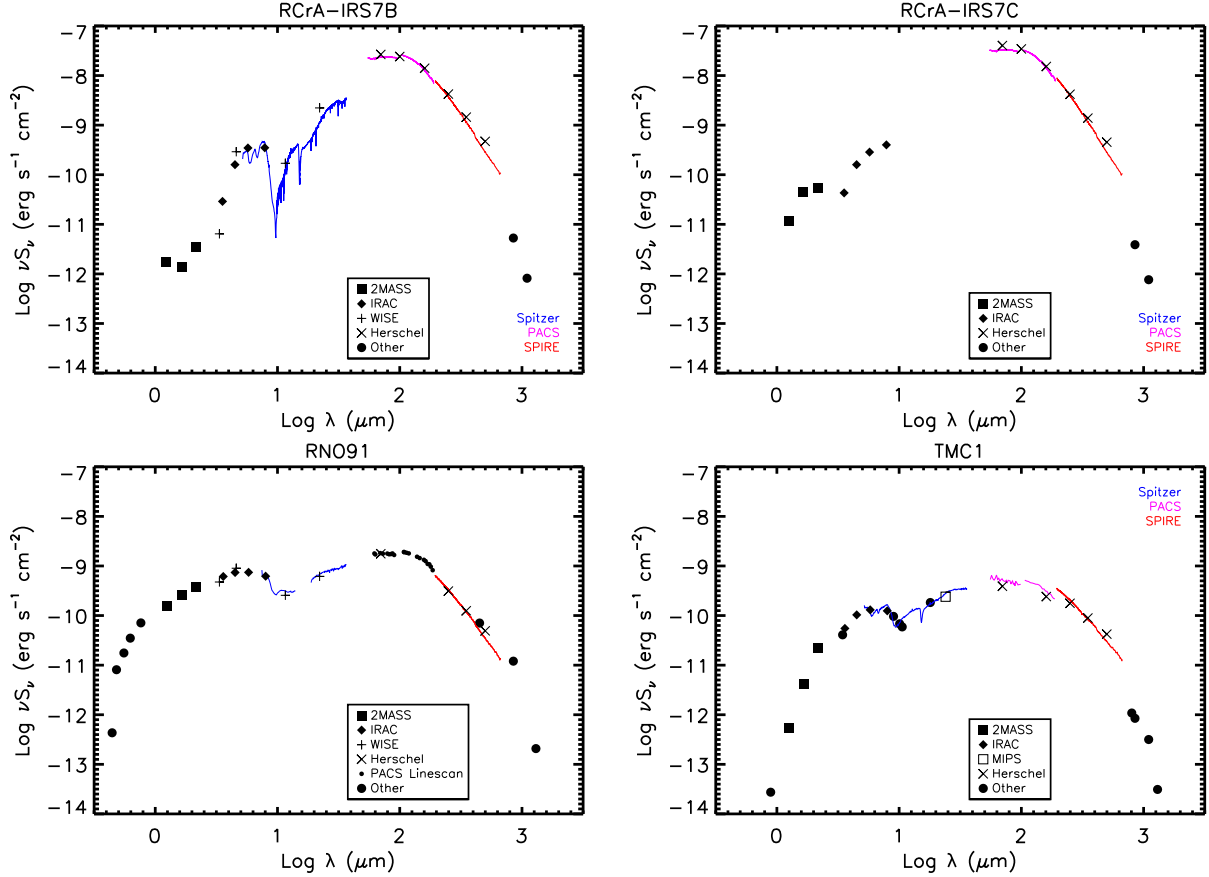 RCrA-IRS7B
Log νSν (erg s⁻¹ cm⁻²)
-7
-8
-9
-10
-11
-12
-13
-14
2MASS
IRAC
WISE
Herschel
Other
Spitzer
PACS
SPIRE
0 1 2 3
Log λ (μm)
RCrA-IRS7C
Log νSν (erg s⁻¹ cm⁻²)
-7
-8
-9
-10
-11
-12
-13
-14
2MASS
IRAC
Herschel
Other
Spitzer
PACS
SPIRE
0 1 2 3
Log λ (μm)
RNO91
Log νSν (erg s⁻¹ cm⁻²)
-7
-8
-9
-10
-11
-12
-13
-14
2MASS
IRAC
WISE
Herschel
PACS Linescan
Other
0 1 2 3
Log λ (μm)
TMC1
Log νSν (erg s⁻¹ cm⁻²)
-7
-8
-9
-10
-11
-12
-13
-14
Spitzer
PACS
SPIRE
2MASS
IRAC
MIPS
Herschel
Other
0 1 2 3
Log λ (μm)